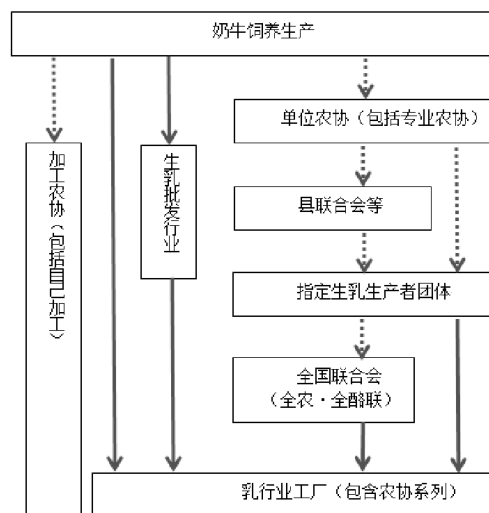 奶牛饲养生产
单位农协（包括专业农协）
加工农协（包括自己加工）
生乳批发行业
县联合会等
指定生乳生产者团体
全国联合会
（全农·全酪联）
乳行业工厂（包含农协系列）